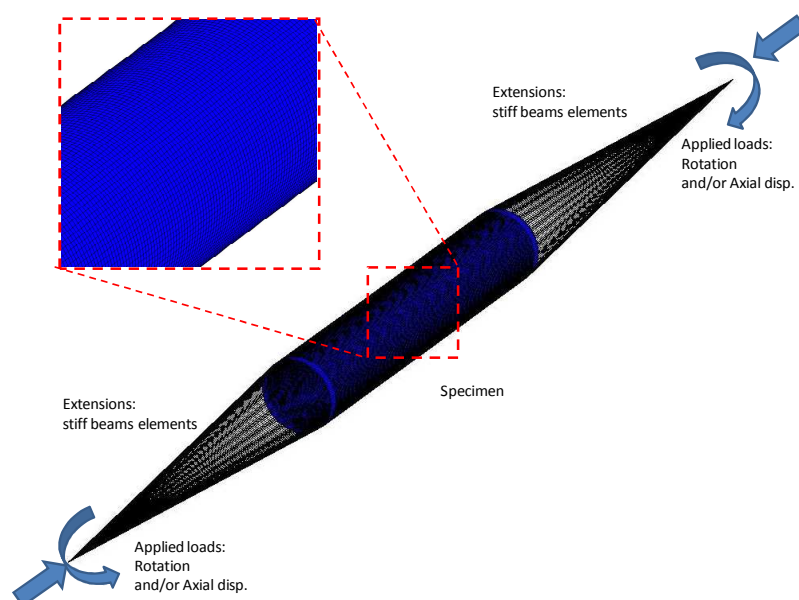 Extensions:
stiff beams elements
Applied loads:
Rotation
and/or Axial disp.
Specimen
Extensions:
stiff beams elements
Applied loads:
Rotation
and/or Axial disp.